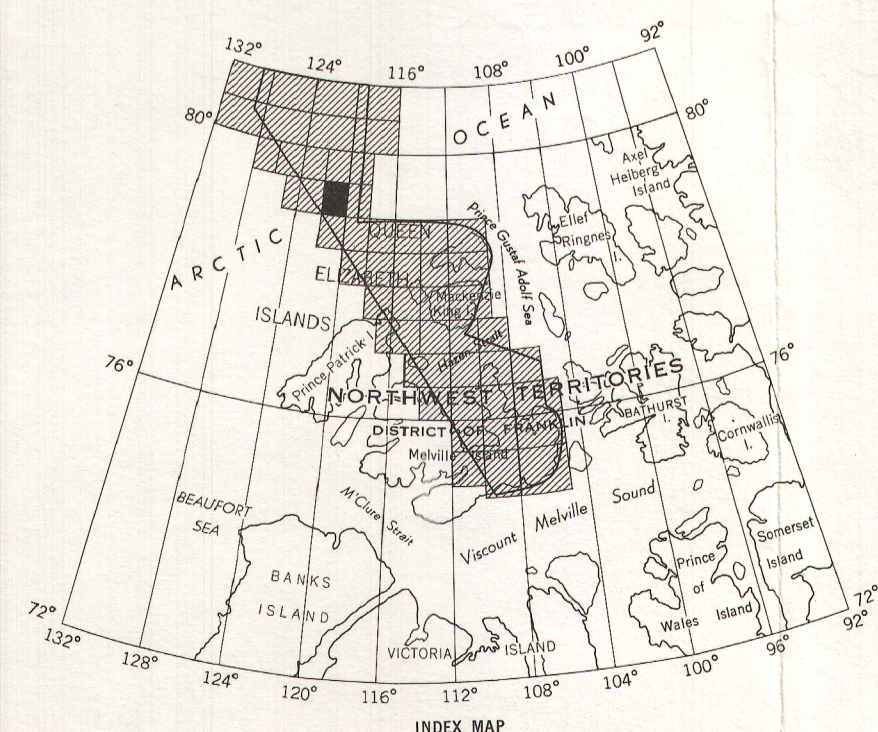 132° 124° 116° 108° 100° 92°
80° 80°
OCEAN
Axel
Heiberg
Island
Ellef
Ringnes
I.
Prince Gustaf Adolf Sea
QUEEN
ARCTIC
ELIZABETH
Mackenzie
King I.
ISLANDS
Prince Patrick I.
Hazen Strait
76° 76°
NORTHWEST TERRITORIES
BATHURST
I.
DISTRICT OF FRANKLIN
Cornwallis
I.
Melville Island
M'Clure Strait
BEAUFORT
SEA
Viscount Melville Sound
Somerset
Island
BANKS
ISLAND
Prince
of
Wales Island
VICTORIA ISLAND
72° 72°
132° 128° 124° 120° 116° 112° 108° 104° 100° 96° 92°
INDEX MAP